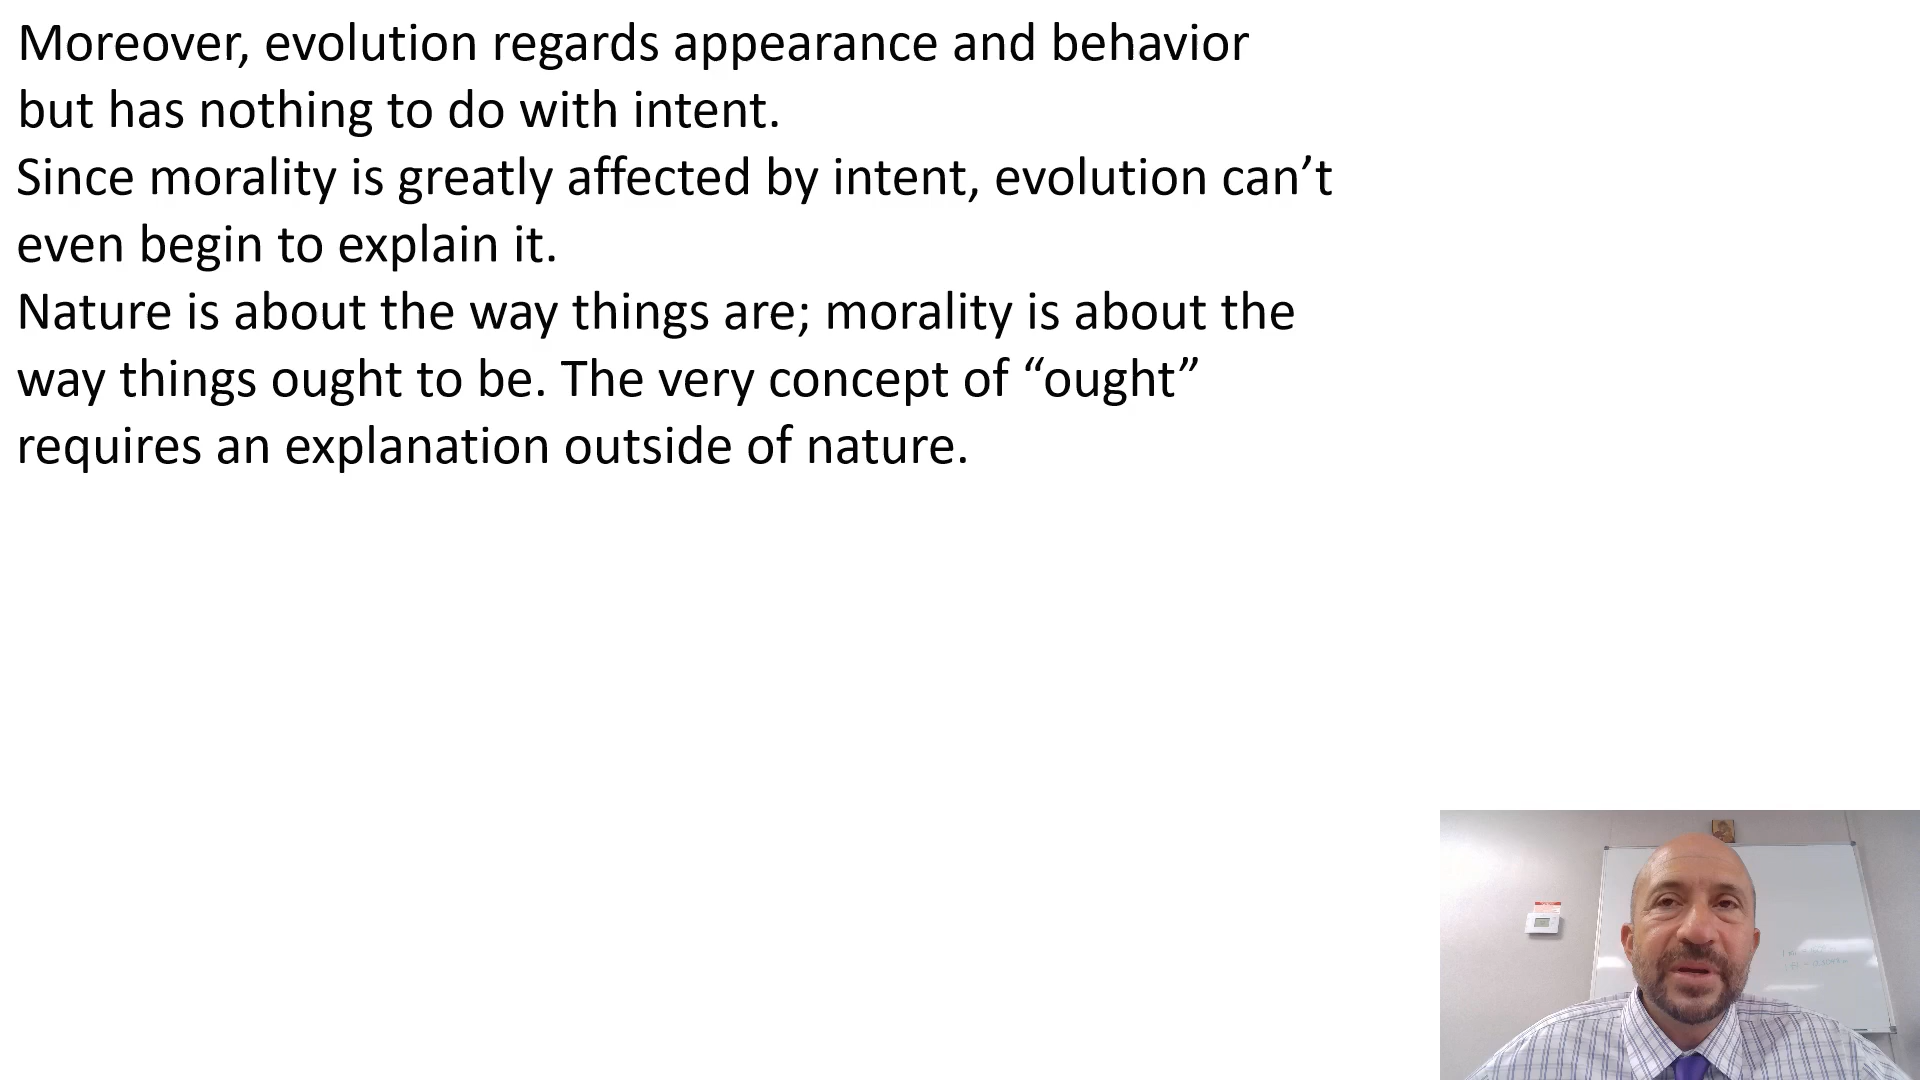 Moreover, evolution regards appearance and behavior
but has nothing to do with intent.
Since morality is greatly affected by intent, evolution can’t
even begin to explain it.
Nature is about the way things are; morality is about the
way things ought to be. The very concept of “ought”
requires an explanation outside of nature.